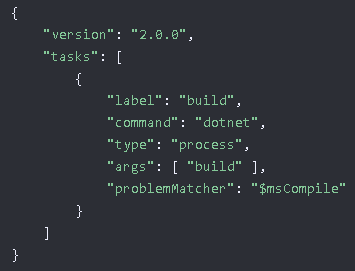 {
    "version": "2.0.0",
    "tasks": [
        {
            "label": "build",
            "command": "dotnet",
            "type": "process",
            "args": [ "build" ],
            "problemMatcher": "$msCompile"
        }
    ]
}